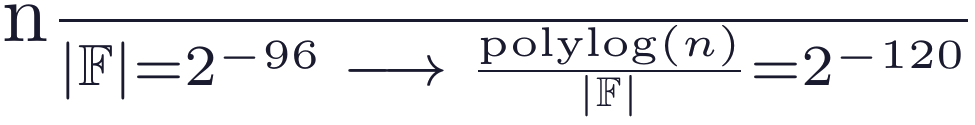 n / |𝔽|=2^−96 ⟶ polylog(n) / |𝔽| =2^−120